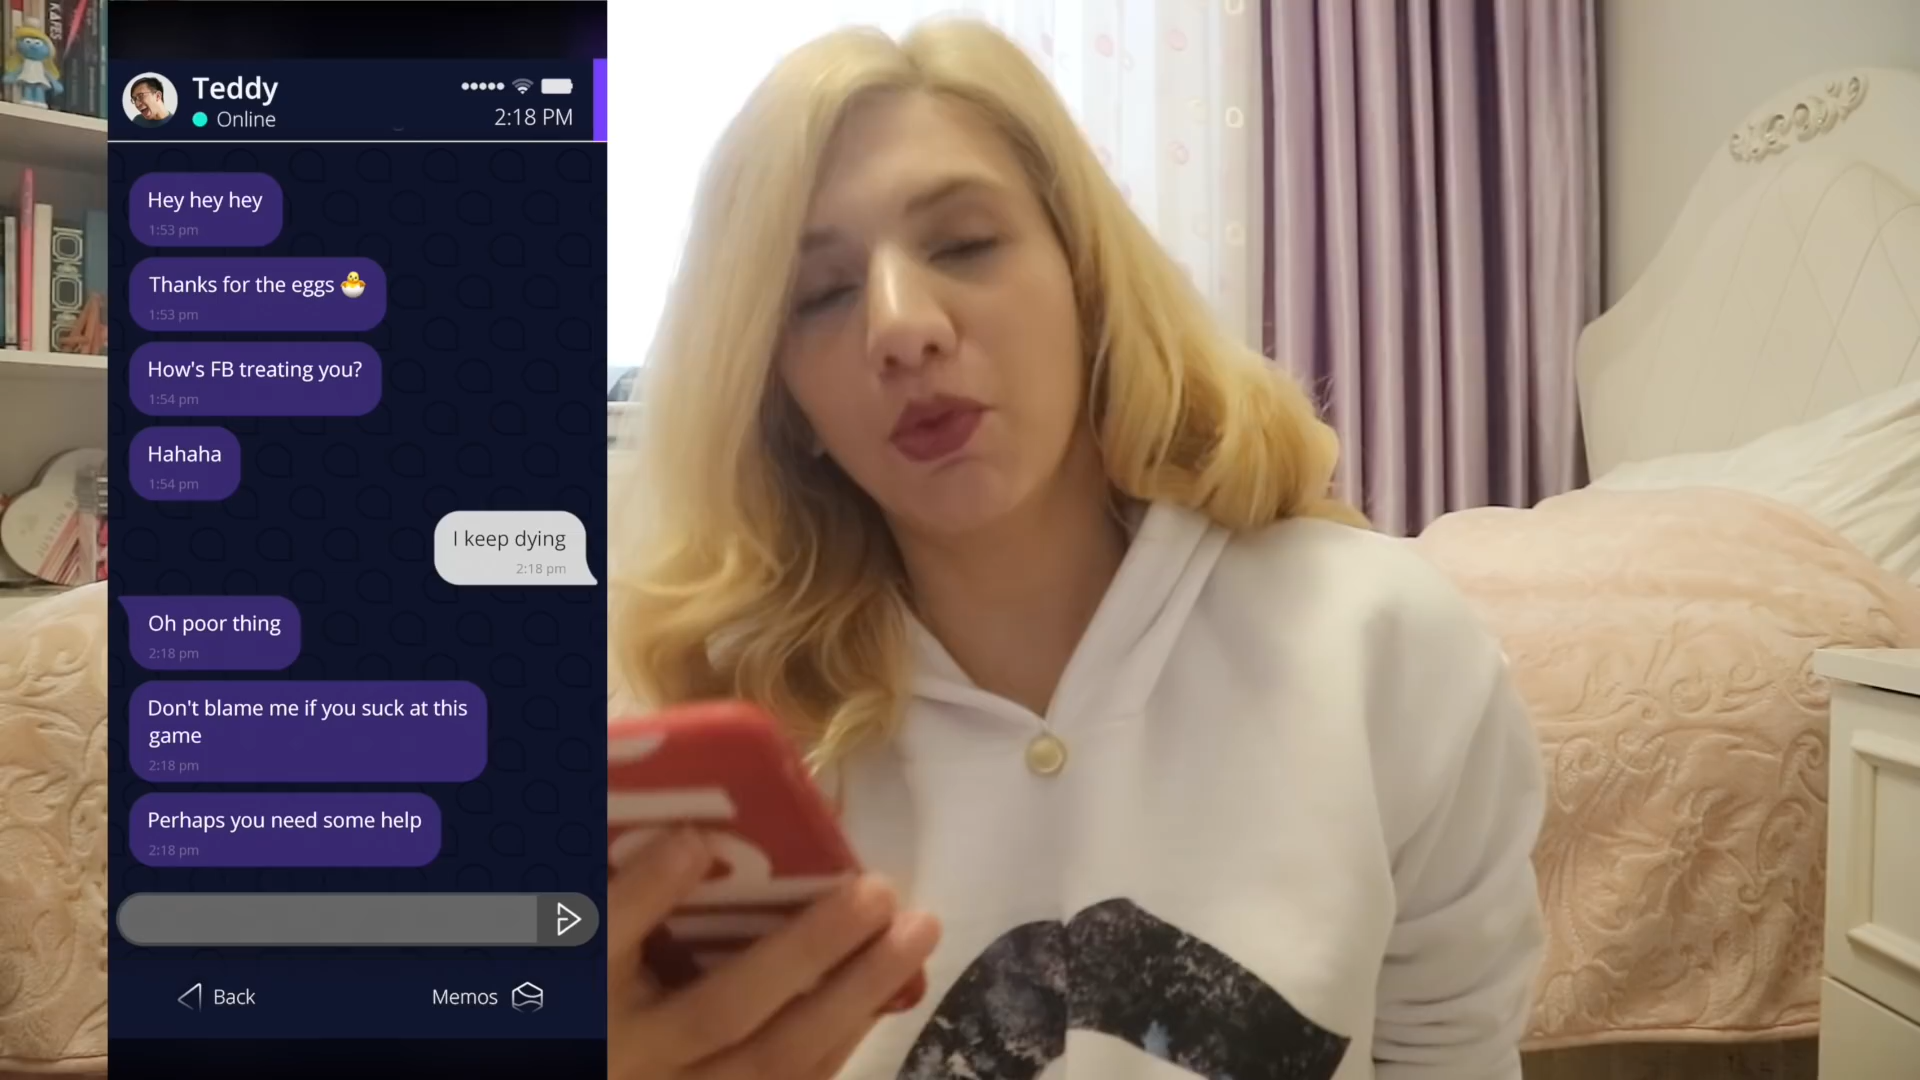 Teddy
Online
2:18 PM
Hey hey hey
1:53 pm
Thanks for the eggs 🐣
1:53 pm
How's FB treating you?
1:54 pm
Hahaha
1:54 pm
I keep dying
2:18 pm
Oh poor thing
2:18 pm
Don't blame me if you suck at this
game
2:18 pm
Perhaps you need some help
2:18 pm
Back
Memos